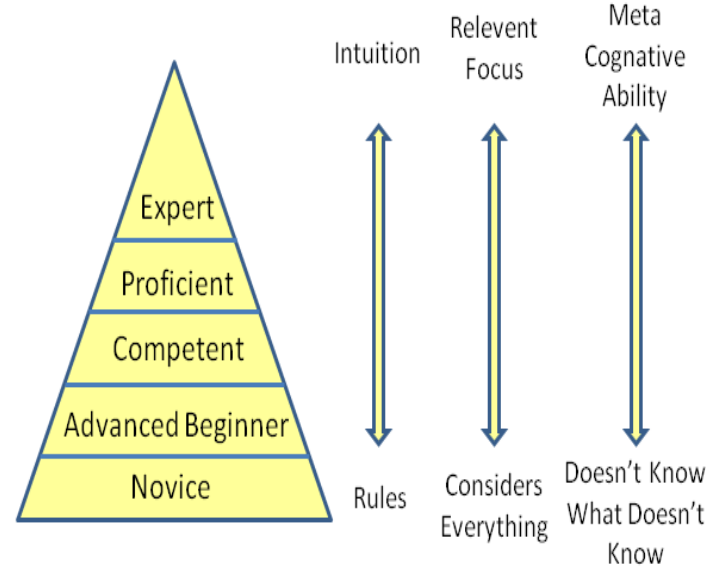 Expert
Proficient
Competent
Advanced Beginner
Novice
Intuition
Rules
Relevent
Focus
Considers
Everything
Meta
Cognative
Ability
Doesn't Know
What Doesn't
Know